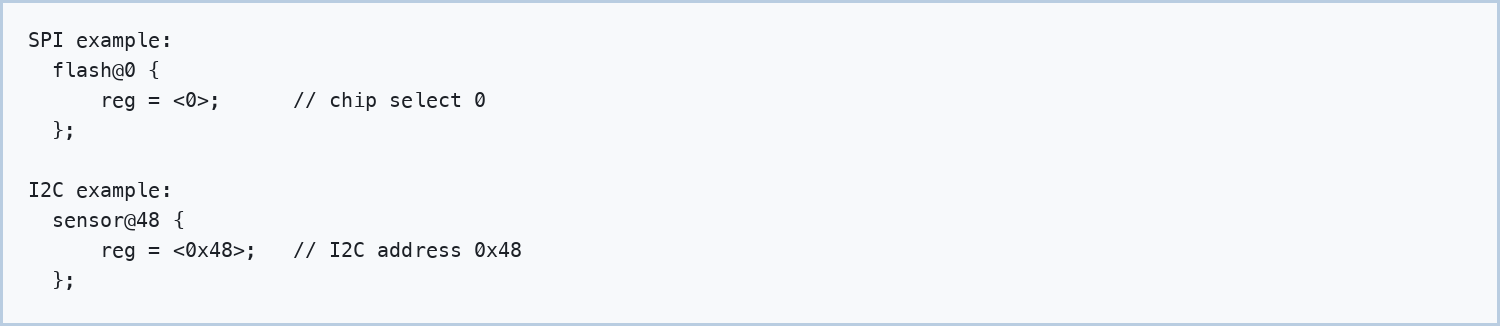 SPI example:
  flash@0 {
      reg = <0>;      // chip select 0
  };

I2C example:
  sensor@48 {
      reg = <0x48>;   // I2C address 0x48
  };